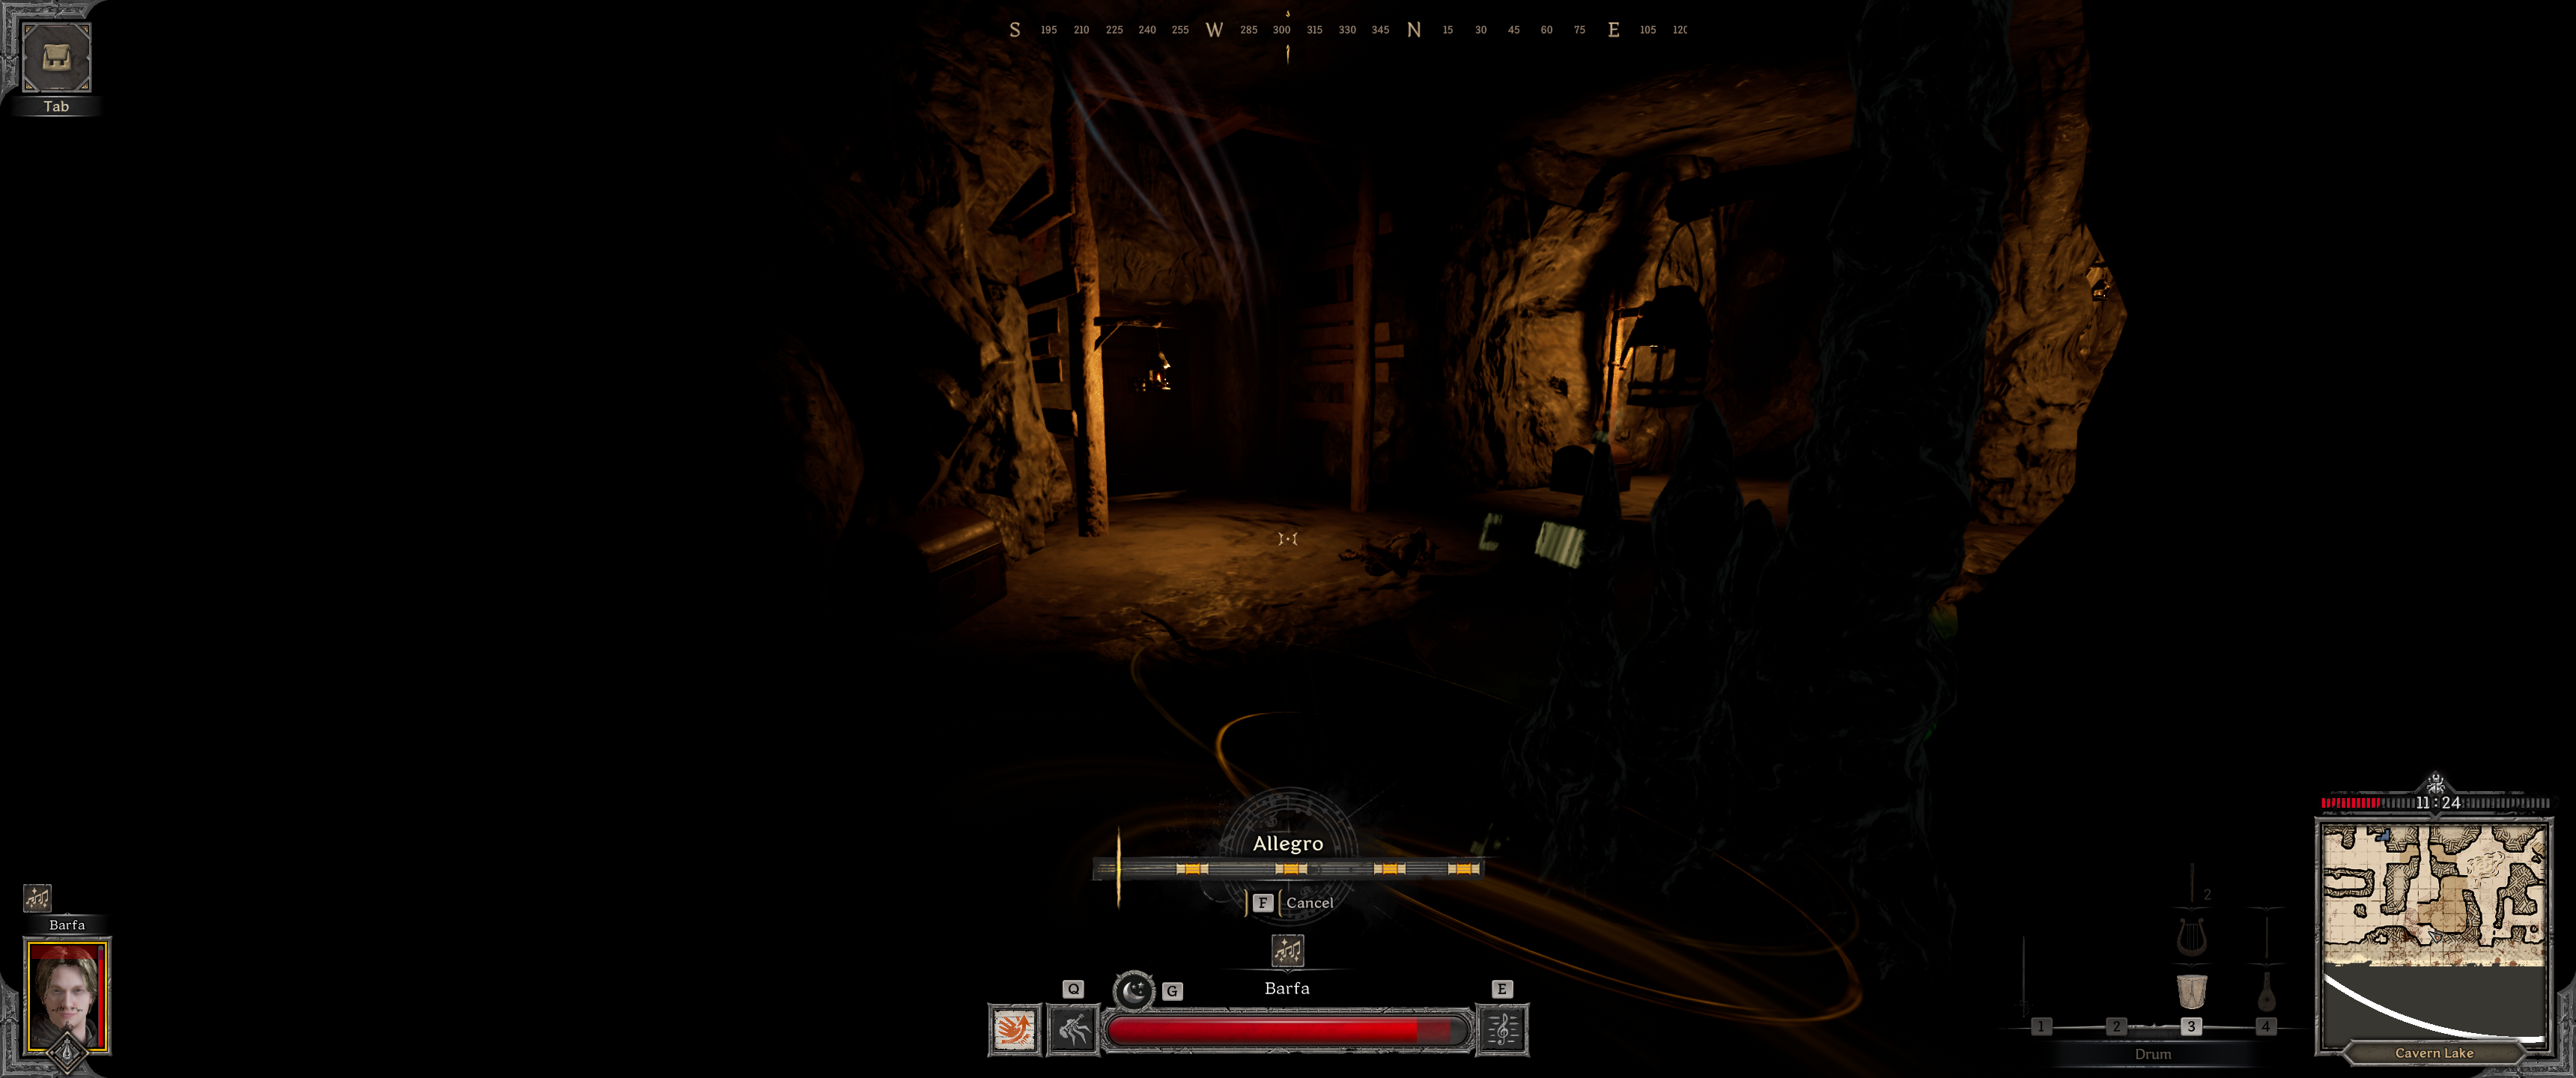 S 195 210 225 240 255 W 285 300 315 330 345 N 15 30 45 60 75 E 105 120
Tab
11:24
Allegro
F Cancel
2
Barfa
Q G Barfa E
1 2 3 4
Drum
Cavern Lake